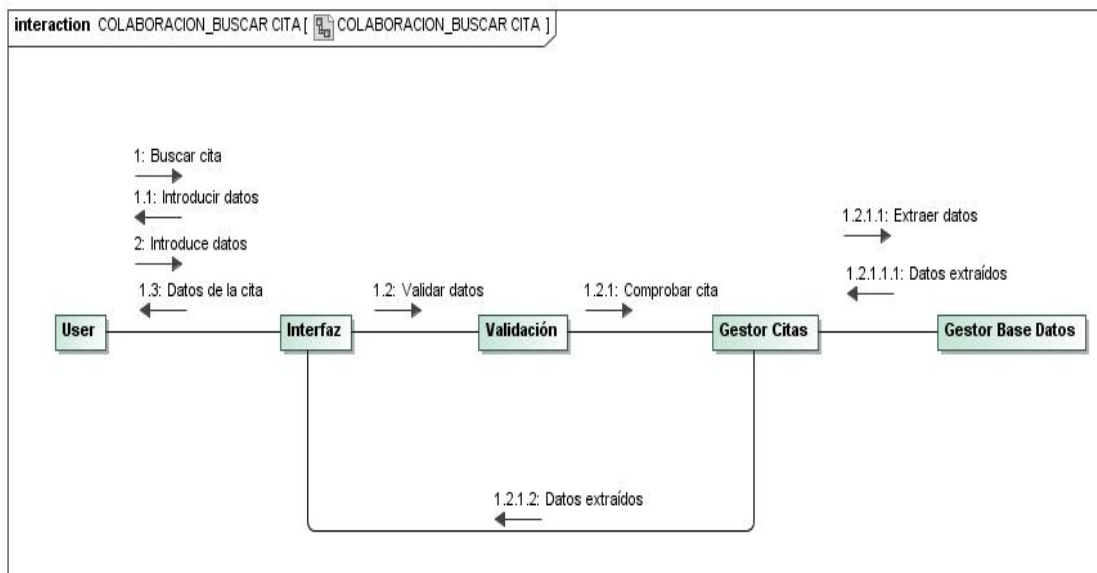 interaction COLABORACION_BUSCAR CITA [ COLABORACION_BUSCAR CITA ]
1: Buscar cita
1.1: Introducir datos
2: Introduce datos
1.3: Datos de la cita
1.2: Validar datos
1.2.1: Comprobar cita
1.2.1.1: Extraer datos
1.2.1.1.1: Datos extraídos
User
Interfaz
Validación
Gestor Citas
Gestor Base Datos
1.2.1.2: Datos extraídos